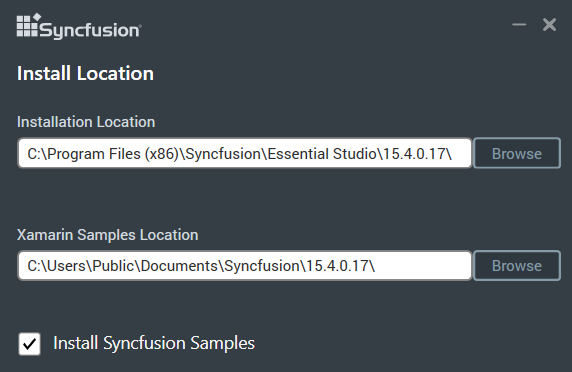 Syncfusion
Install Location
Installation Location
C:\Program Files (x86)\Syncfusion\Essential Studio\15.4.0.17\
Browse
Xamarin Samples Location
C:\Users\Public\Documents\Syncfusion\15.4.0.17\
Browse
Install Syncfusion Samples